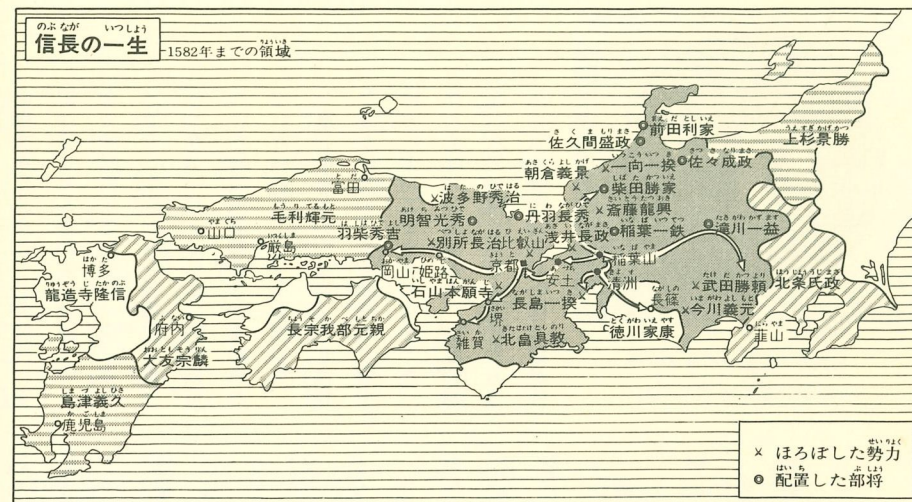 信長の一生
1582年までの領域
前田利家
佐久間盛政
上杉景勝
一向一揆
佐々成政
朝倉義景
柴田勝家
富田
波多野秀治
斎藤龍興
毛利輝元
明智光秀
丹羽長秀
浅井長政
稲葉一鉄
滝川一益
山口
羽柴秀吉
別所長治
比叡山
稲葉山
厳島
京都
安土
清洲
博多
岡山
姫路
武田勝頼
北条氏政
龍造寺隆信
石山本願寺
長島一揆
長篠
今川義元
府内
長宗我部元親
堺
徳川家康
韮山
雑賀
北畠具教
大友宗麟
島津義久
鹿児島
× ほろぼした勢力
◎ 配置した部将